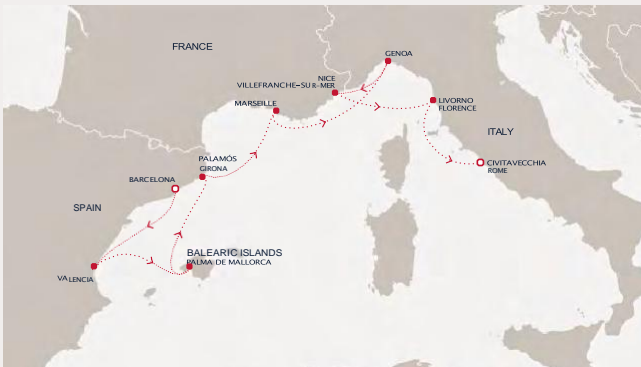 FRANCE
GENOA
NICE
VILLEFRANCHE-SUR-MER
MARSEILLE
LIVORNO
FLORENCE
ITALY
PALAMÓS
GIRONA
CIVITAVECCHIA
ROME
BARCELONA
SPAIN
BALEARIC ISLANDS
PALMA DE MALLORCA
VALENCIA